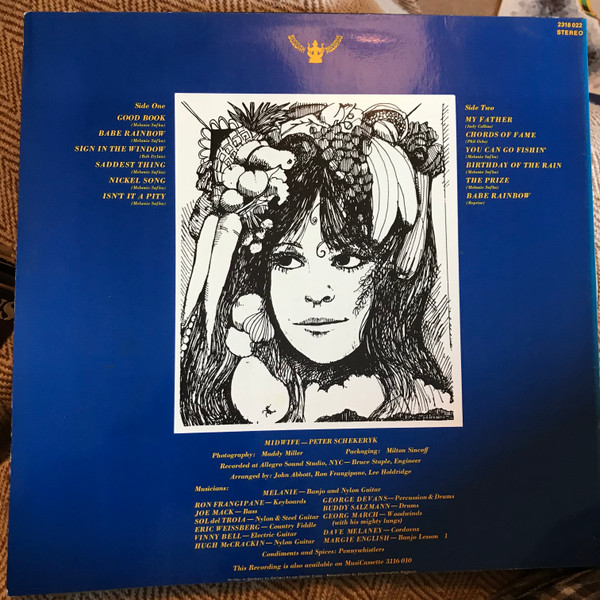 2318 022
STEREO
Side One
GOOD BOOK
(Melanie Safka)
BABE RAINBOW
(Melanie Safka)
SIGN IN THE WINDOW
(Bob Dylan)
SADDEST THING
(Melanie Safka)
NICKEL SONG
(Melanie Safka)
ISN'T IT A PITY
(Melanie Safka)
Side Two
MY FATHER
(Judy Collins)
CHORDS OF FAME
(Phil Ochs)
YOU CAN GO FISHIN'
(Melanie Safka)
BIRTHDAY OF THE RAIN
(Melanie Safka)
THE PRIZE
(Melanie Safka)
BABE RAINBOW
(Reprise)
MIDWIFE — PETER SCHEKERYK
Photography: Maddy Miller Packaging: Milton Sincoff
Recorded at Allegro Sound Studio, NYC — Bruce Staple, Engineer
Arranged by: John Abbott, Ron Frangipane, Lee Holdridge
Musicians:
MELANIE — Banjo and Nylon Guitar
RON FRANGIPANE — Keyboards
JOE MACK — Bass
SOL del TROIA — Nylon & Steel Guitar
ERIC WEISSBERG — Country Fiddle
VINNY BELL — Electric Guitar
HUGH McCRACKIN — Nylon Guitar
GEORGE DEVANS — Percussion & Drums
BUDDY SALZMANN — Drums
GEORG MARCH — Woodwinds
(with his mighty lungs)
DAVE MELANEY — Cordovox
MARGIE ENGLISH — Banjo Lesson 1
Condiments and Spices: Pennywhistlers
This Recording is also available on MusiCassette 3116 010